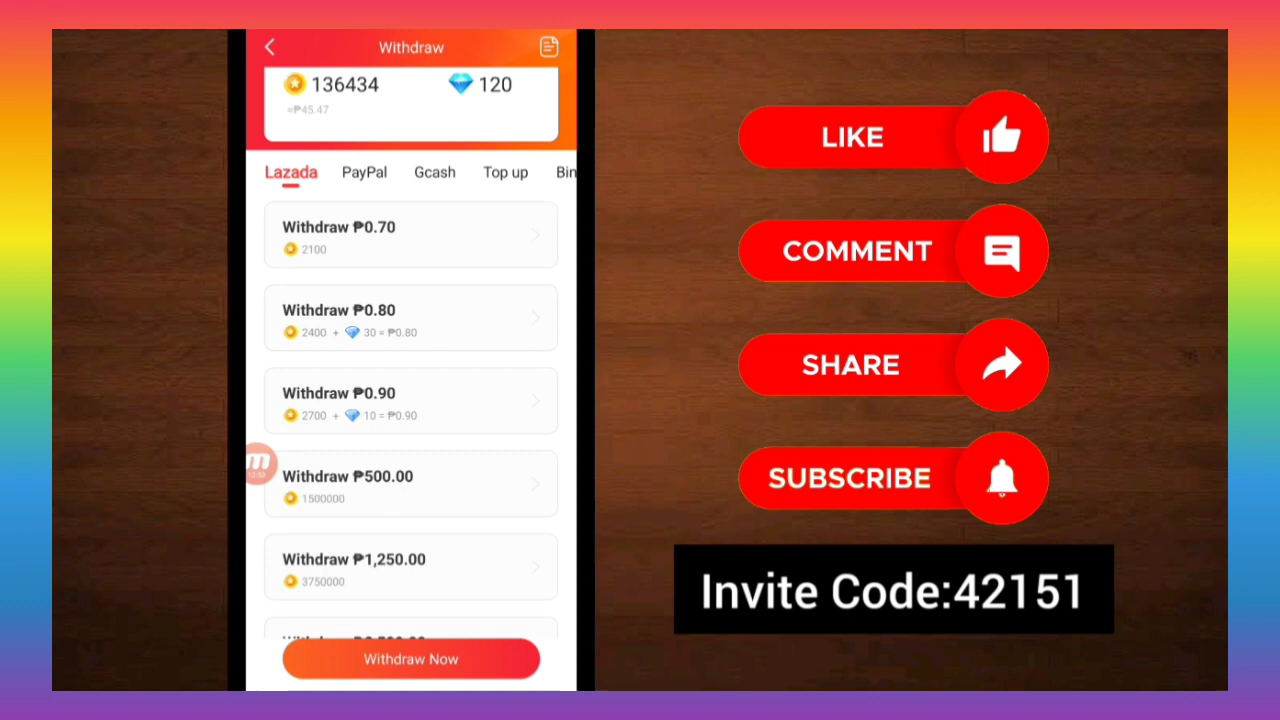 Withdraw
136434
120
≈₱45.47
Lazada PayPal Gcash Top up Bin
Withdraw ₱0.70
2100
Withdraw ₱0.80
2400 + 30 = ₱0.80
Withdraw ₱0.90
2700 + 10 = ₱0.90
Withdraw ₱500.00
1500000
Withdraw ₱1,250.00
3750000
Withdraw Now
LIKE
COMMENT
SHARE
SUBSCRIBE
Invite Code:42151